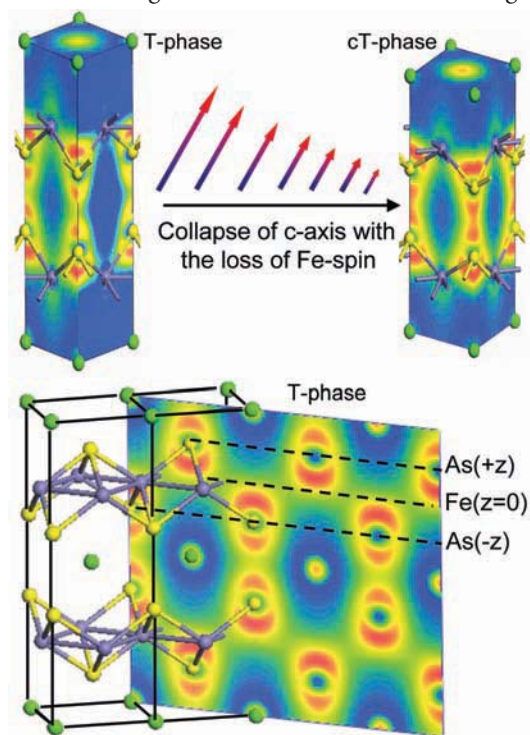 T-phase
cT-phase
Collapse of c-axis with
the loss of Fe-spin
T-phase
As(+z)
Fe(z=0)
As(-z)